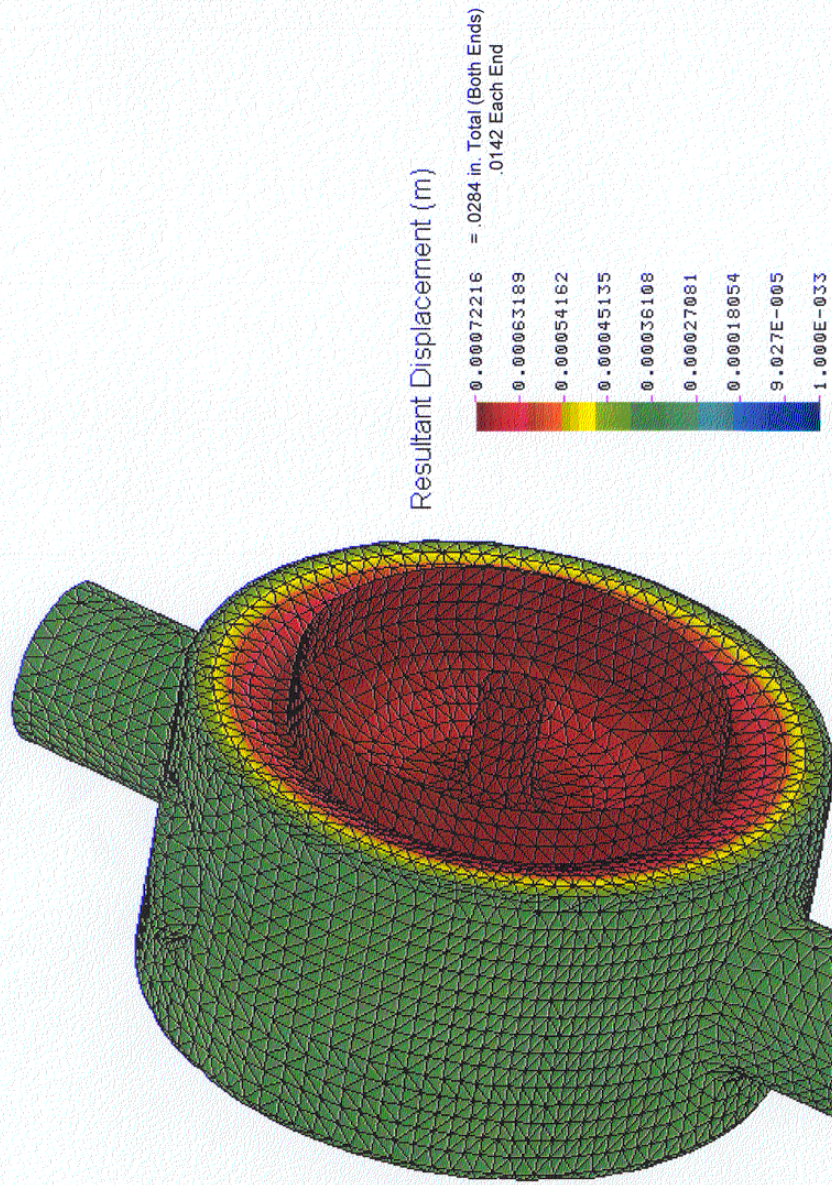 Resultant Displacement (m)
0.00072216 = .0284 in. Total (Both Ends)
.0142 Each End
0.00063189
0.00054162
0.00045135
0.00036108
0.00027081
0.00018054
9.027E-005
1.000E-033